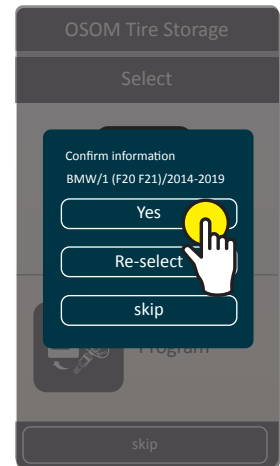 OSOM Tire Storage
Select
Confirm information
BMW/1 (F20 F21)/2014-2019
Yes
Re-select
skip
Program
skip